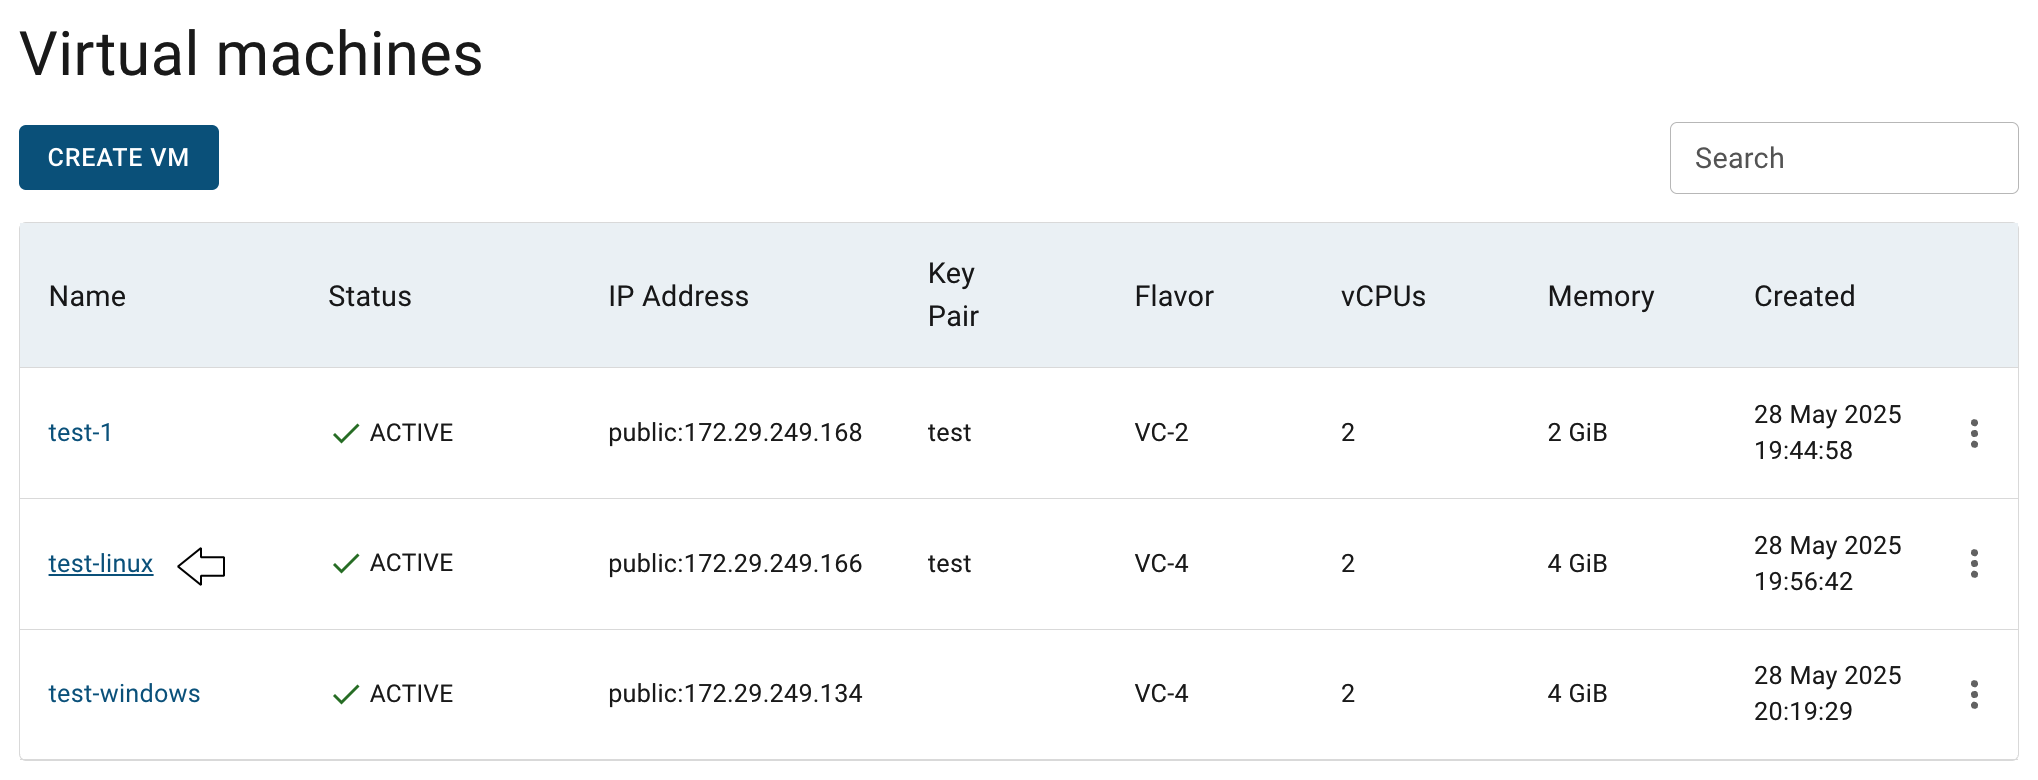 Virtual machines
CREATE VM
Search
Name Status IP Address Key Pair Flavor vCPUs Memory Created
test-1 ACTIVE public:172.29.249.168 test VC-2 2 2 GiB 28 May 2025 19:44:58
test-linux ACTIVE public:172.29.249.166 test VC-4 2 4 GiB 28 May 2025 19:56:42
test-windows ACTIVE public:172.29.249.134 VC-4 2 4 GiB 28 May 2025 20:19:29